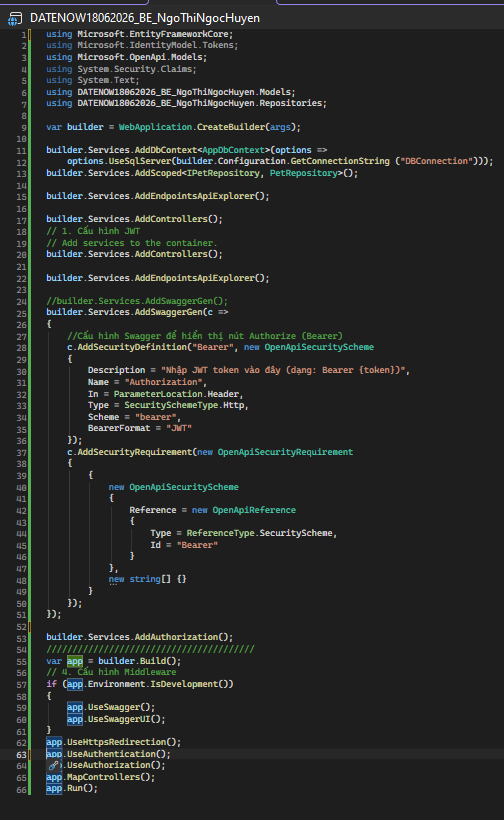 DATENOW18062026_BE_NgoThiNgocHuyen
1 using Microsoft.EntityFrameworkCore;
2 using Microsoft.IdentityModel.Tokens;
3 using Microsoft.OpenApi.Models;
4 using System.Security.Claims;
5 using System.Text;
6 using DATENOW18062026_BE_NgoThiNgocHuyen.Models;
7 using DATENOW18062026_BE_NgoThiNgocHuyen.Repositories;
8
9 var builder = WebApplication.CreateBuilder(args);
10
11 builder.Services.AddDbContext<AppDbContext>(options =>
12 options.UseSqlServer(builder.Configuration.GetConnectionString ("DBConnection")));
13 builder.Services.AddScoped<IPetRepository, PetRepository>();
14
15 builder.Services.AddEndpointsApiExplorer();
16
17 builder.Services.AddControllers();
18 // 1. Cấu hình JWT
19 // Add services to the container.
20 builder.Services.AddControllers();
21
22 builder.Services.AddEndpointsApiExplorer();
23
24 //builder.Services.AddSwaggerGen();
25 builder.Services.AddSwaggerGen(c =>
26 {
27 //Cấu hình Swagger để hiển thị nút Authorize (Bearer)
28 c.AddSecurityDefinition("Bearer", new OpenApiSecurityScheme
29 {
30 Description = "Nhập JWT token vào đây (dạng: Bearer {token})",
31 Name = "Authorization",
32 In = ParameterLocation.Header,
33 Type = SecuritySchemeType.Http,
34 Scheme = "bearer",
35 BearerFormat = "JWT"
36 });
37 c.AddSecurityRequirement(new OpenApiSecurityRequirement
38 {
39 {
40 new OpenApiSecurityScheme
41 {
42 Reference = new OpenApiReference
43 {
44 Type = ReferenceType.SecurityScheme,
45 Id = "Bearer"
46 }
47 },
48 new string[] {}
49 }
50 });
51 });
52
53 builder.Services.AddAuthorization();
54 /////////////////////////////////////////
55 var app = builder.Build();
56 // 4. Cấu hình Middleware
57 if (app.Environment.IsDevelopment())
58 {
59 app.UseSwagger();
60 app.UseSwaggerUI();
61 }
62 app.UseHttpsRedirection();
63 app.UseAuthentication();
64 .UseAuthorization();
65 app.MapControllers();
66 app.Run();